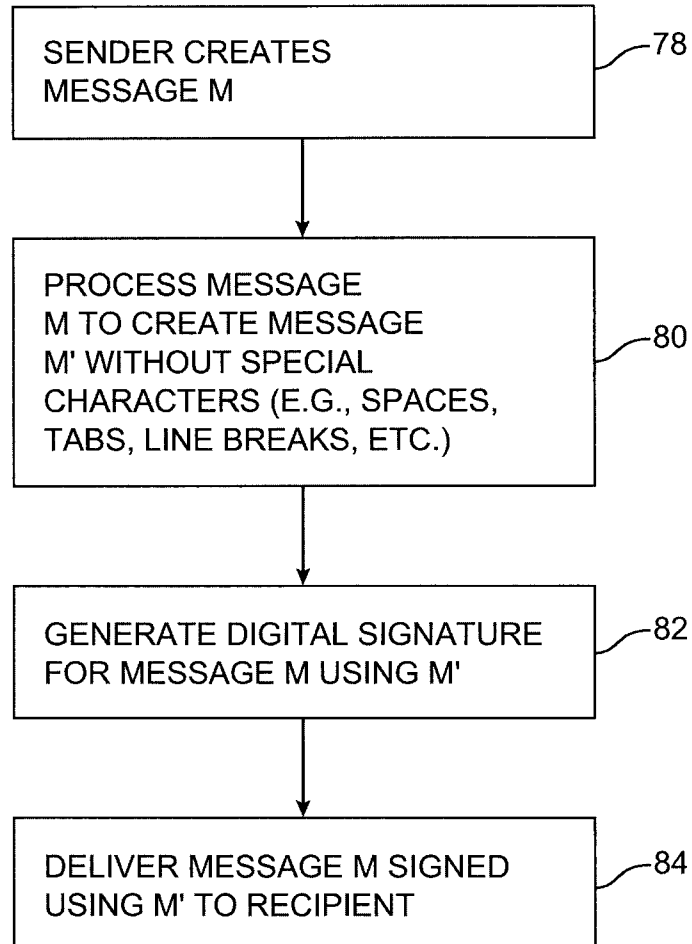 SENDER CREATES
MESSAGE M
78
PROCESS MESSAGE
M TO CREATE MESSAGE
M' WITHOUT SPECIAL
CHARACTERS (E.G., SPACES,
TABS, LINE BREAKS, ETC.)
80
GENERATE DIGITAL SIGNATURE
FOR MESSAGE M USING M'
82
DELIVER MESSAGE M SIGNED
USING M' TO RECIPIENT
84